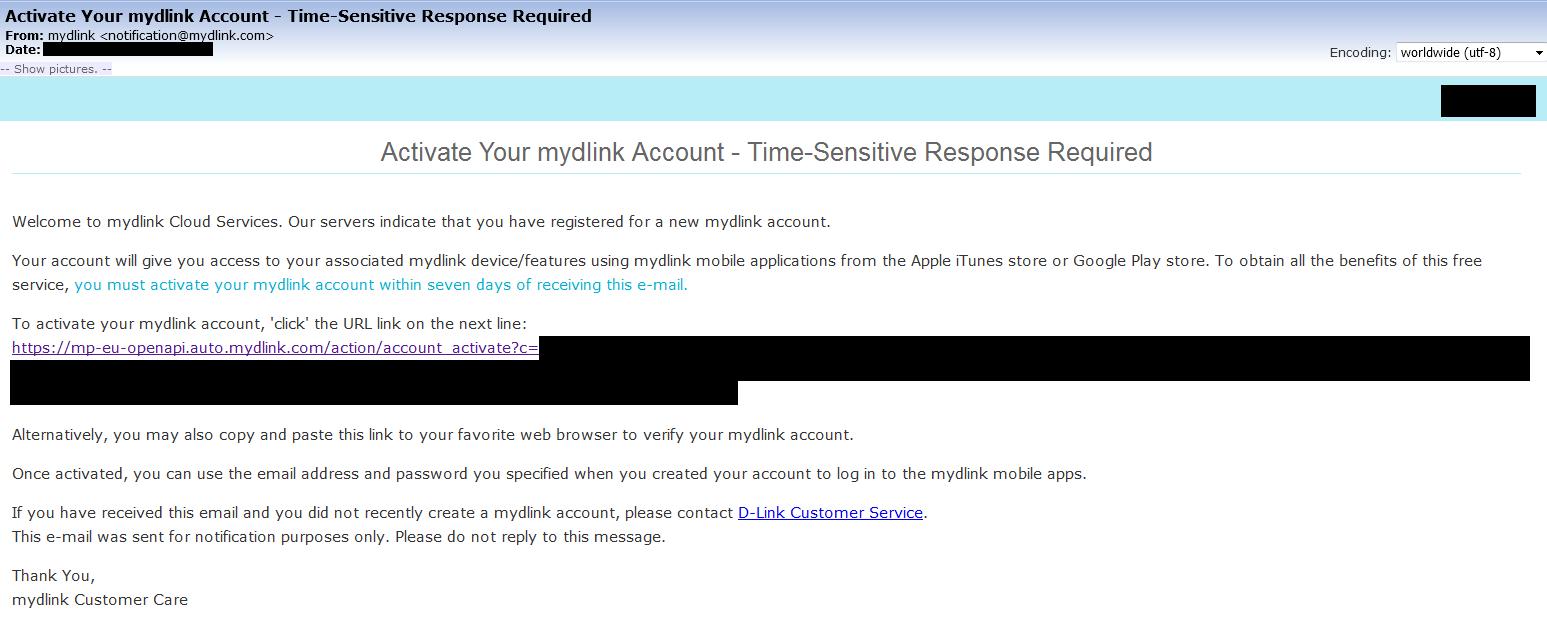 Activate Your mydlink Account - Time-Sensitive Response Required
From: mydlink <notification@mydlink.com>
Date:
Encoding: worldwide (utf-8)
-- Show pictures. --
Activate Your mydlink Account - Time-Sensitive Response Required
Welcome to mydlink Cloud Services. Our servers indicate that you have registered for a new mydlink account.
Your account will give you access to your associated mydlink device/features using mydlink mobile applications from the Apple iTunes store or Google Play store. To obtain all the benefits of this free
service, you must activate your mydlink account within seven days of receiving this e-mail.
To activate your mydlink account, 'click' the URL link on the next line:
https://mp-eu-openapi.auto.mydlink.com/action/account_activate?c=
Alternatively, you may also copy and paste this link to your favorite web browser to verify your mydlink account.
Once activated, you can use the email address and password you specified when you created your account to log in to the mydlink mobile apps.
If you have received this email and you did not recently create a mydlink account, please contact D-Link Customer Service.
This e-mail was sent for notification purposes only. Please do not reply to this message.
Thank You,
mydlink Customer Care